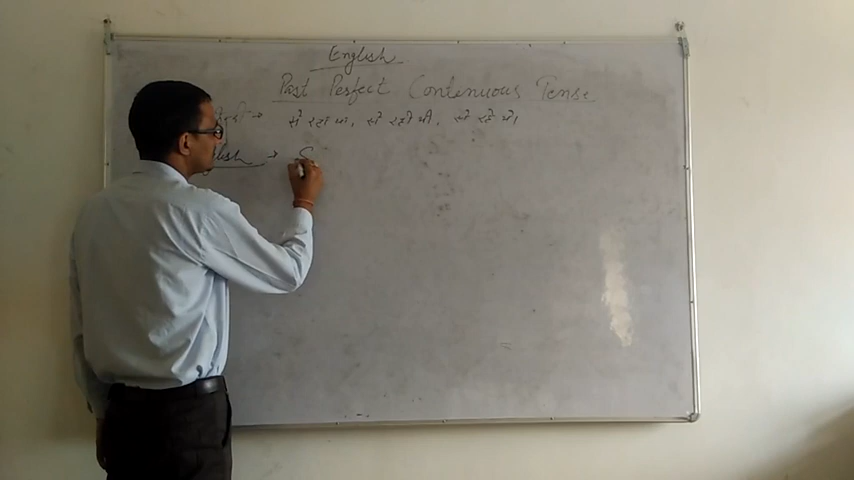 English
Past Perfect Continuous Tense
→ से रहा था, से रही थी, से रहे थे।
lish → S